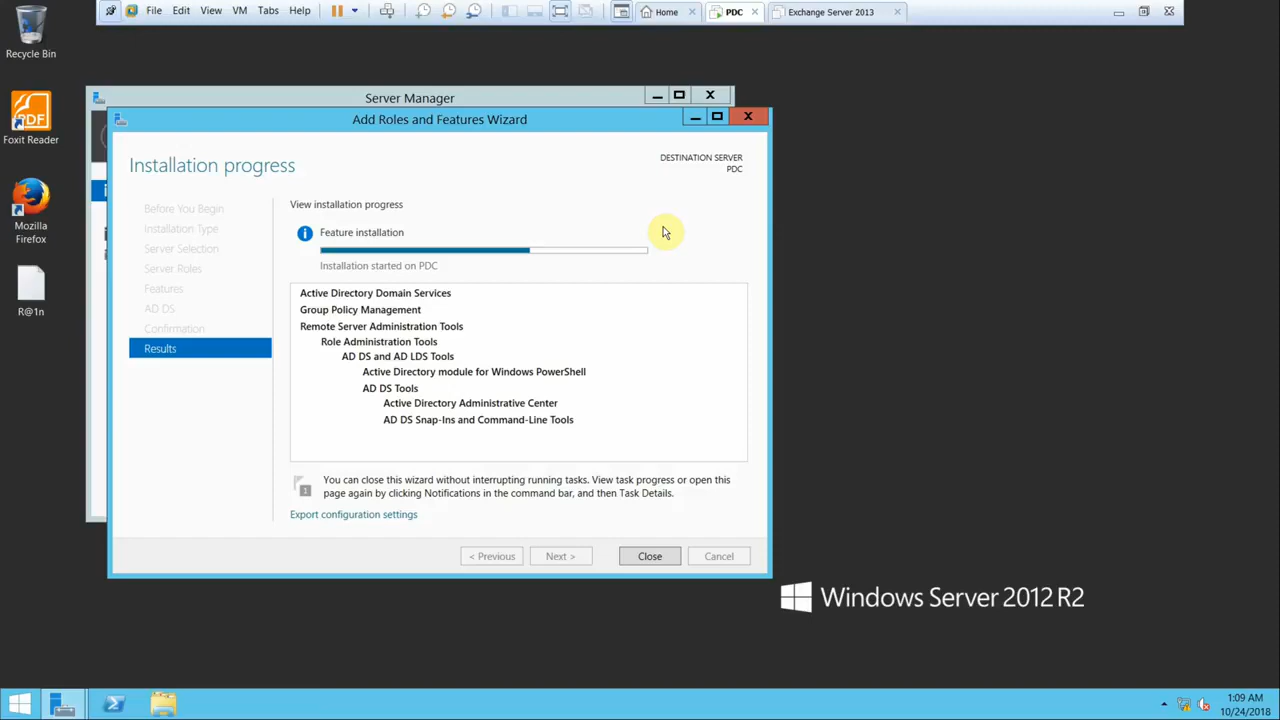 File Edit View VM Tabs Help
Home
PDC
Exchange Server 2013
Recycle Bin
Foxit Reader
Mozilla
Firefox
R@1n
Server Manager
Add Roles and Features Wizard
Installation progress
DESTINATION SERVER
PDC
Before You Begin
Installation Type
Server Selection
Server Roles
Features
AD DS
Confirmation
Results
View installation progress
Feature installation
Installation started on PDC
Active Directory Domain Services
Group Policy Management
Remote Server Administration Tools
Role Administration Tools
AD DS and AD LDS Tools
Active Directory module for Windows PowerShell
AD DS Tools
Active Directory Administrative Center
AD DS Snap-Ins and Command-Line Tools
1
You can close this wizard without interrupting running tasks. View task progress or open this
page again by clicking Notifications in the command bar, and then Task Details.
Export configuration settings
< Previous
Next >
Close
Cancel
Windows Server 2012 R2
1:09 AM
10/24/2018